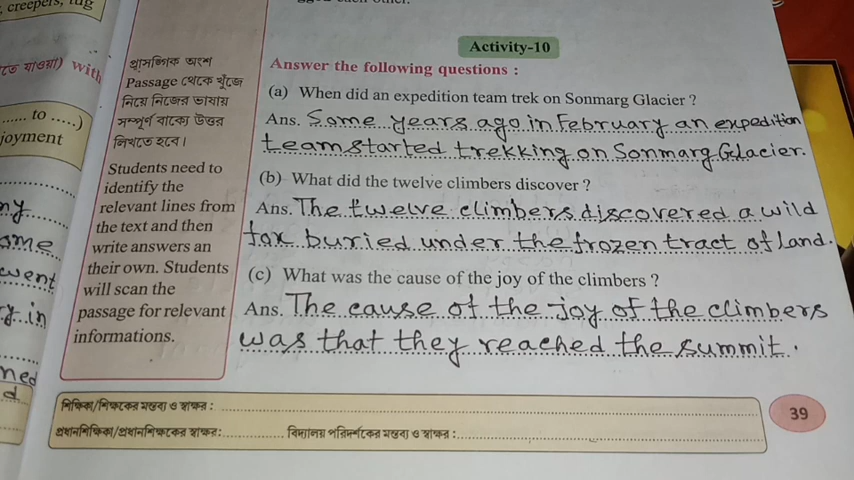 creepers, tug
Activity-10
Answer the following questions :
(a) When did an expedition team trek on Sonmarg Glacier ?
Ans. Some years ago in February an expedition
team started trekking on Sonmarg Glacier.
(b) What did the twelve climbers discover ?
Ans. The twelve climbers discovered a wild
fox buried under the frozen tract of land.
(c) What was the cause of the joy of the climbers ?
Ans. The cause of the joy of the climbers
was that they reached the summit.
প্রাসঙ্গিক অংশ
Passage থেকে খুঁজে
নিয়ে নিজের ভাষায়
সম্পূর্ণ বাক্যে উত্তর
লিখতে হবে।
Students need to
identify the
relevant lines from
the text and then
write answers an
their own. Students
will scan the
passage for relevant
informations.
যাওয়া) with
...... to .....)
joyment
ny
ome
went
y in
ned
d
শিক্ষিকা/শিক্ষকের মন্তব্য ও স্বাক্ষর :
প্রধানশিক্ষিকা/প্রধানশিক্ষকের স্বাক্ষর: বিদ্যালয় পরিদর্শকের মন্তব্য ও স্বাক্ষর :
39